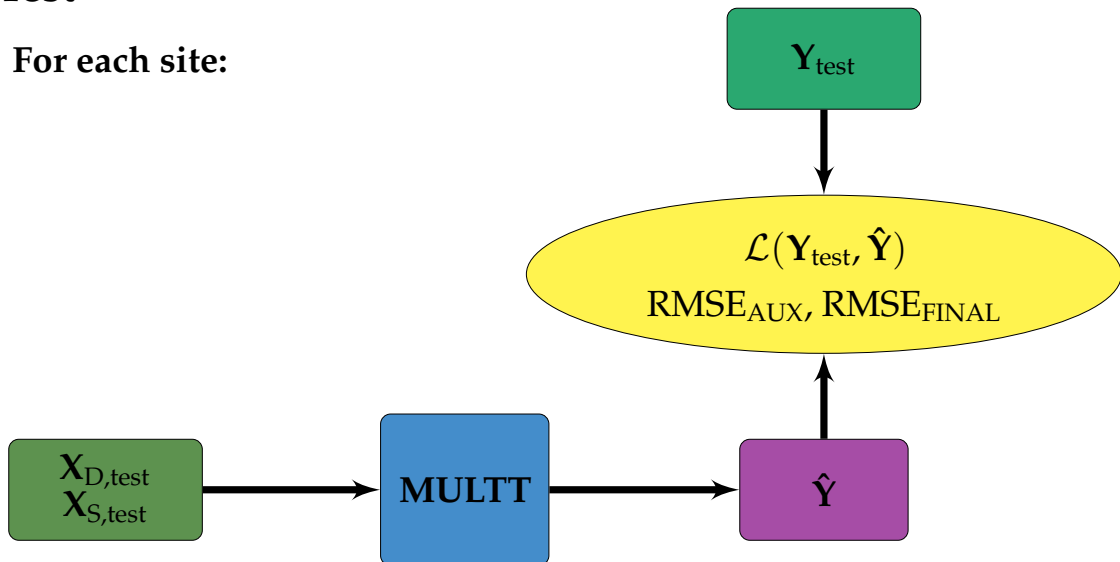 For each site:
Y_test
𝓛(Y_test, Ŷ)
RMSE_AUX, RMSE_FINAL
X_D,test
X_S,test
MULTT
Ŷ